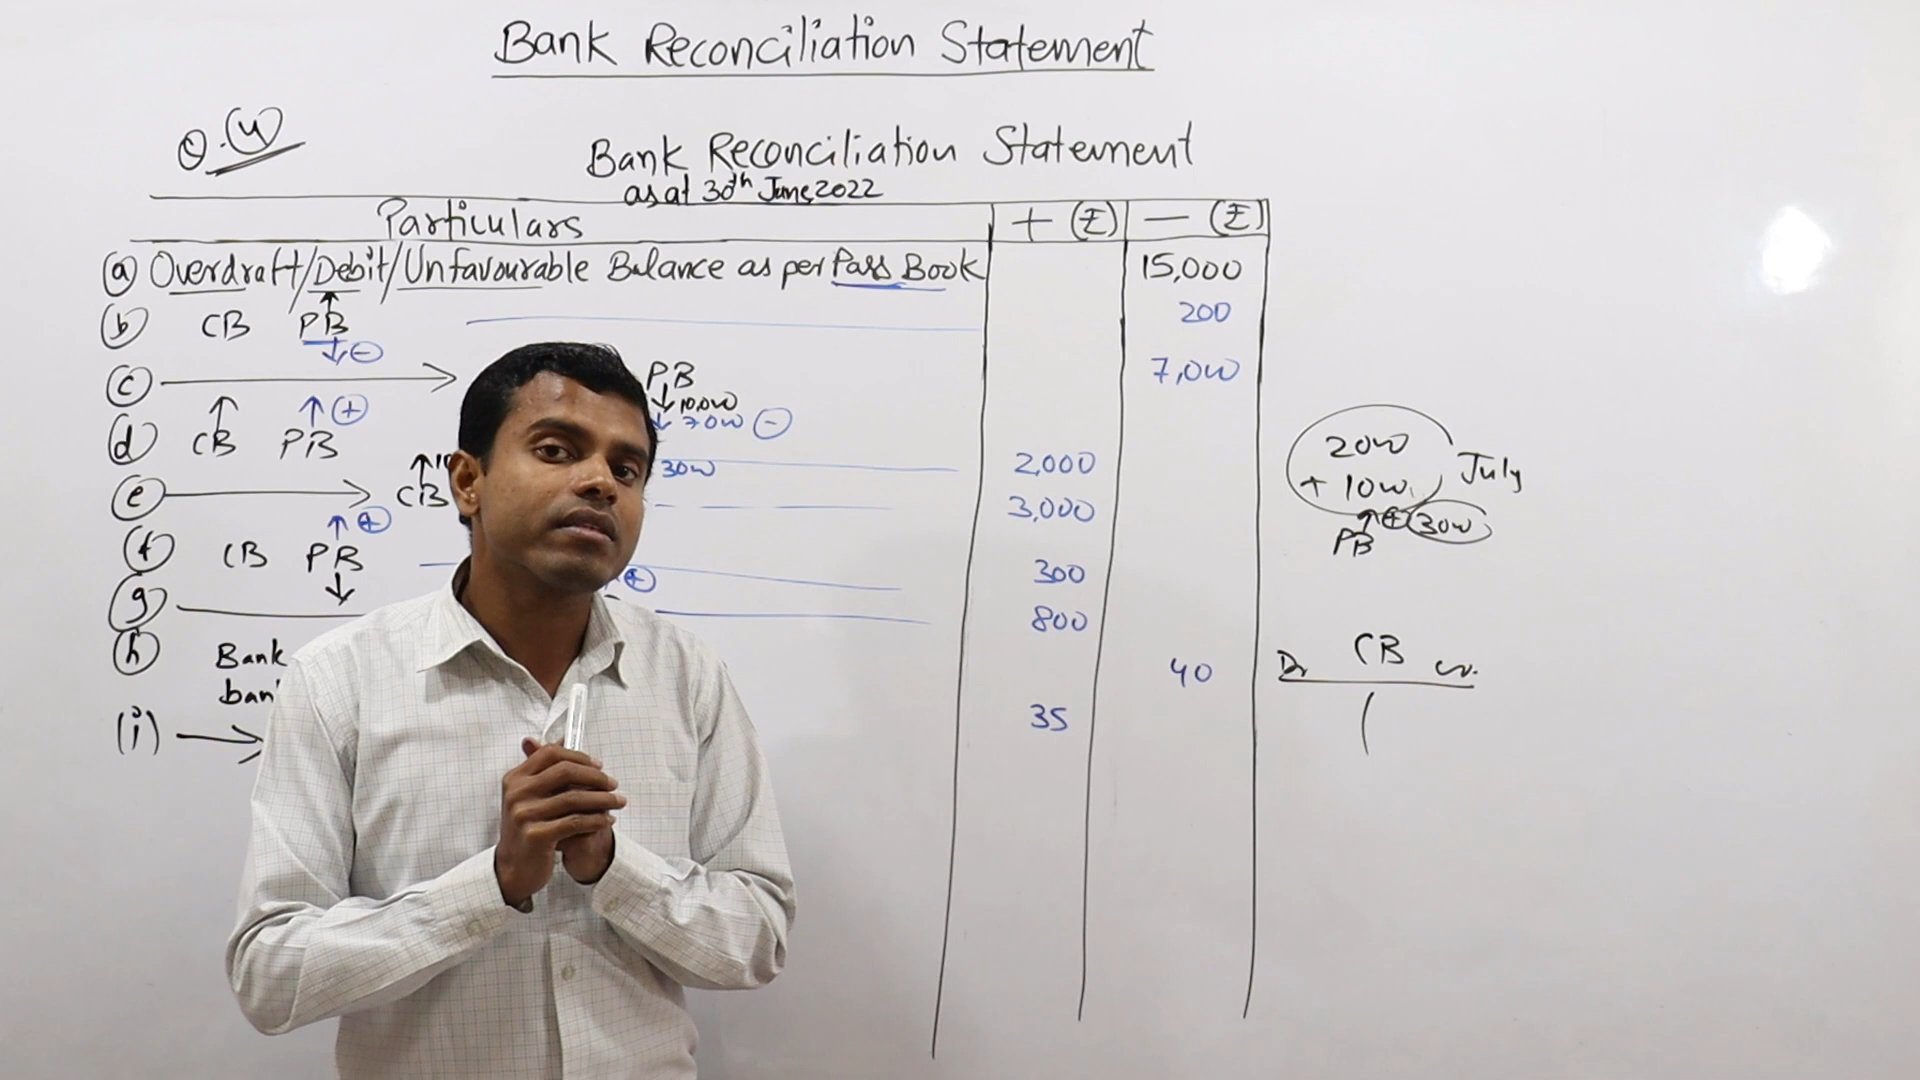 Bank Reconciliation Statement
Q.(4)
Bank Reconciliation Statement
as at 30th June, 2022
Particulars + (₹) − (₹)
(a) Overdraft/Debit/Unfavourable Balance as per Pass Book 15,000
(b) CB PB 200
↓ ⊖
(c) → PB 7,000
↓ 10,000
↑ ↑ ⊕ ↓ 7000 ⊖
(d) CB PB 3000 2,000
(e) → CB 3,000
↑ ⊕
(f) CB PB ⊕ 300
↓
(g) 800
(h) Bank 40
(i) → 35
2000
+ 1000 July
PB ↑ ⊕ 3000
Dr CB Cr.